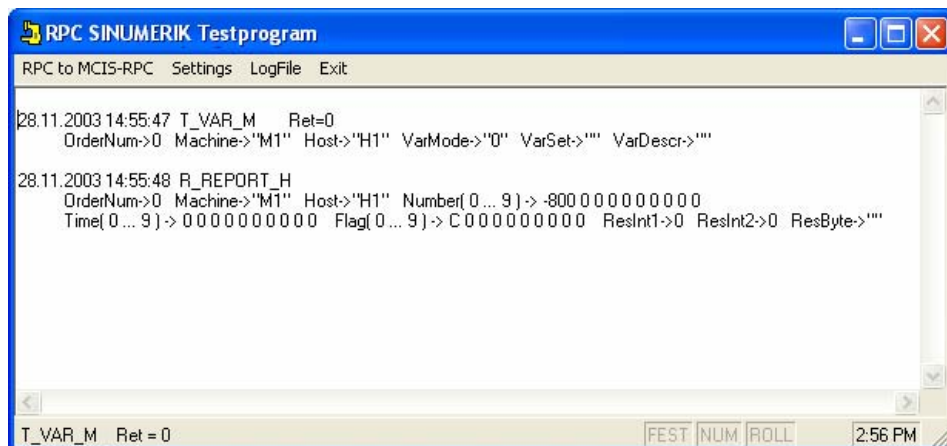 RPC SINUMERIK Testprogram
RPC to MCIS-RPC Settings LogFile Exit
28.11.2003 14:55:47 T_VAR_M Ret=0
OrderNum->0 Machine->"M1" Host->"H1" VarMode->"0" VarSet->"" VarDescr->""
28.11.2003 14:55:48 R_REPORT_H
OrderNum->0 Machine->"M1" Host->"H1" Number( 0 ... 9 ) -> -800 0 0 0 0 0 0 0 0 0 0
Time( 0 ... 9 ) -> 0 0 0 0 0 0 0 0 0 0 Flag( 0 ... 9 ) -> C 0 0 0 0 0 0 0 0 0 ResInt1->0 ResInt2->0 ResByte->""
T_VAR_M Ret = 0 FEST NUM ROLL 2:56 PM